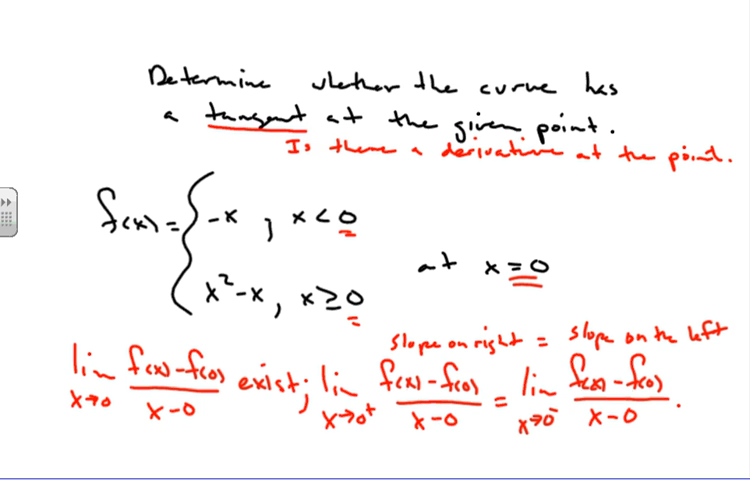 Determine whether the curve has
a tangent at the given point.
Is there a derivative at the point.
f(x) = { -x , x < 0
at x = 0
x² - x , x ≥ 0
slope on right = slope on the left
lim x→0 f(x) - f(0) / x - 0 exist; lim x→0⁺ f(x) - f(0) / x - 0 = lim x→0⁻ f(x) - f(0) / x - 0 .